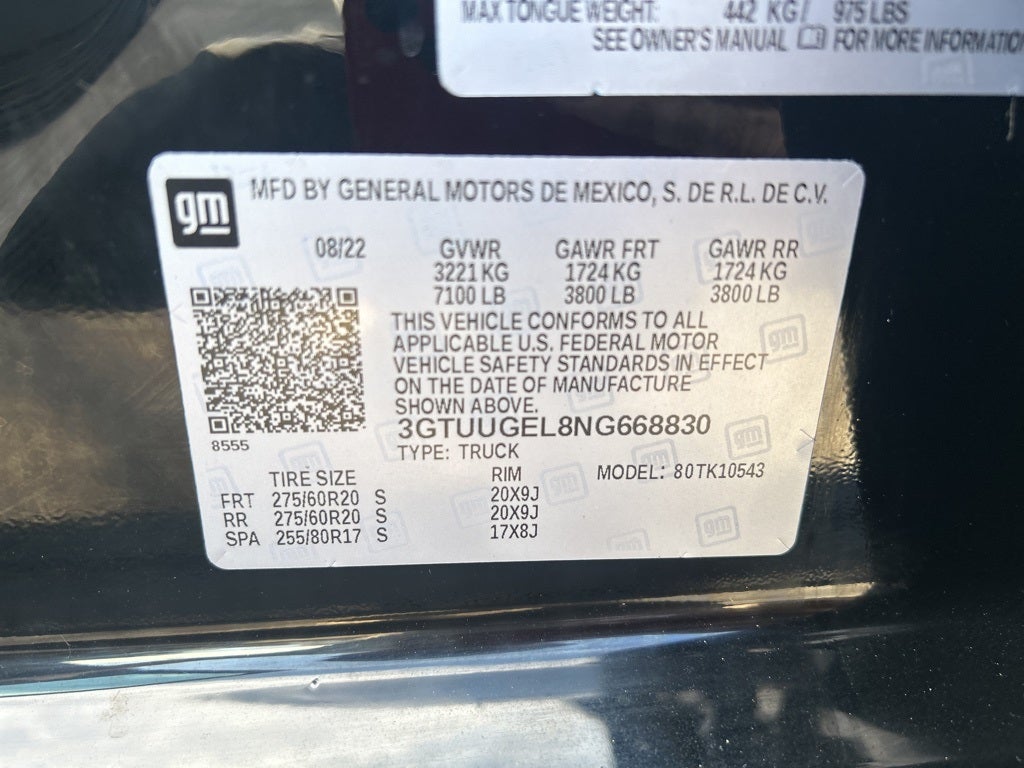 MAX TONGUE WEIGHT: 442 KG/ 975 LBS
SEE OWNER'S MANUAL FOR MORE INFORMATIO
gm MFD BY GENERAL MOTORS DE MEXICO, S. DE R.L. DE C.V.
08/22 GVWR GAWR FRT GAWR RR
3221 KG 1724 KG 1724 KG
7100 LB 3800 LB 3800 LB
THIS VEHICLE CONFORMS TO ALL
APPLICABLE U.S. FEDERAL MOTOR
VEHICLE SAFETY STANDARDS IN EFFECT
ON THE DATE OF MANUFACTURE
SHOWN ABOVE.
3GTUUGEL8NG668830
8555
TYPE: TRUCK
TIRE SIZE RIM MODEL: 80TK10543
FRT 275/60R20 S 20X9J
RR 275/60R20 S 20X9J
SPA 255/80R17 S 17X8J